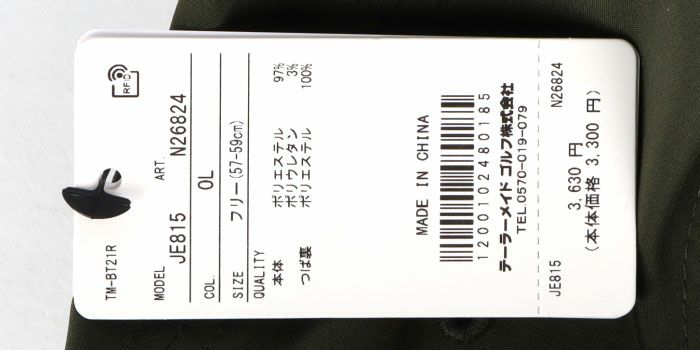 RFID
TM-BT21R
MODEL ART.
JE815 N26824
COL. OL
SIZE フリー(57-59cm)
QUALITY
本体 ポリエステル 97%
ポリウレタン 3%
つば裏 ポリエステル 100%
MADE IN CHINA
1200102480185
テーラーメイド ゴルフ株式会社
TEL.0570-019-079
JE815 N26824
3,630 円
(本体価格 3,300 円)